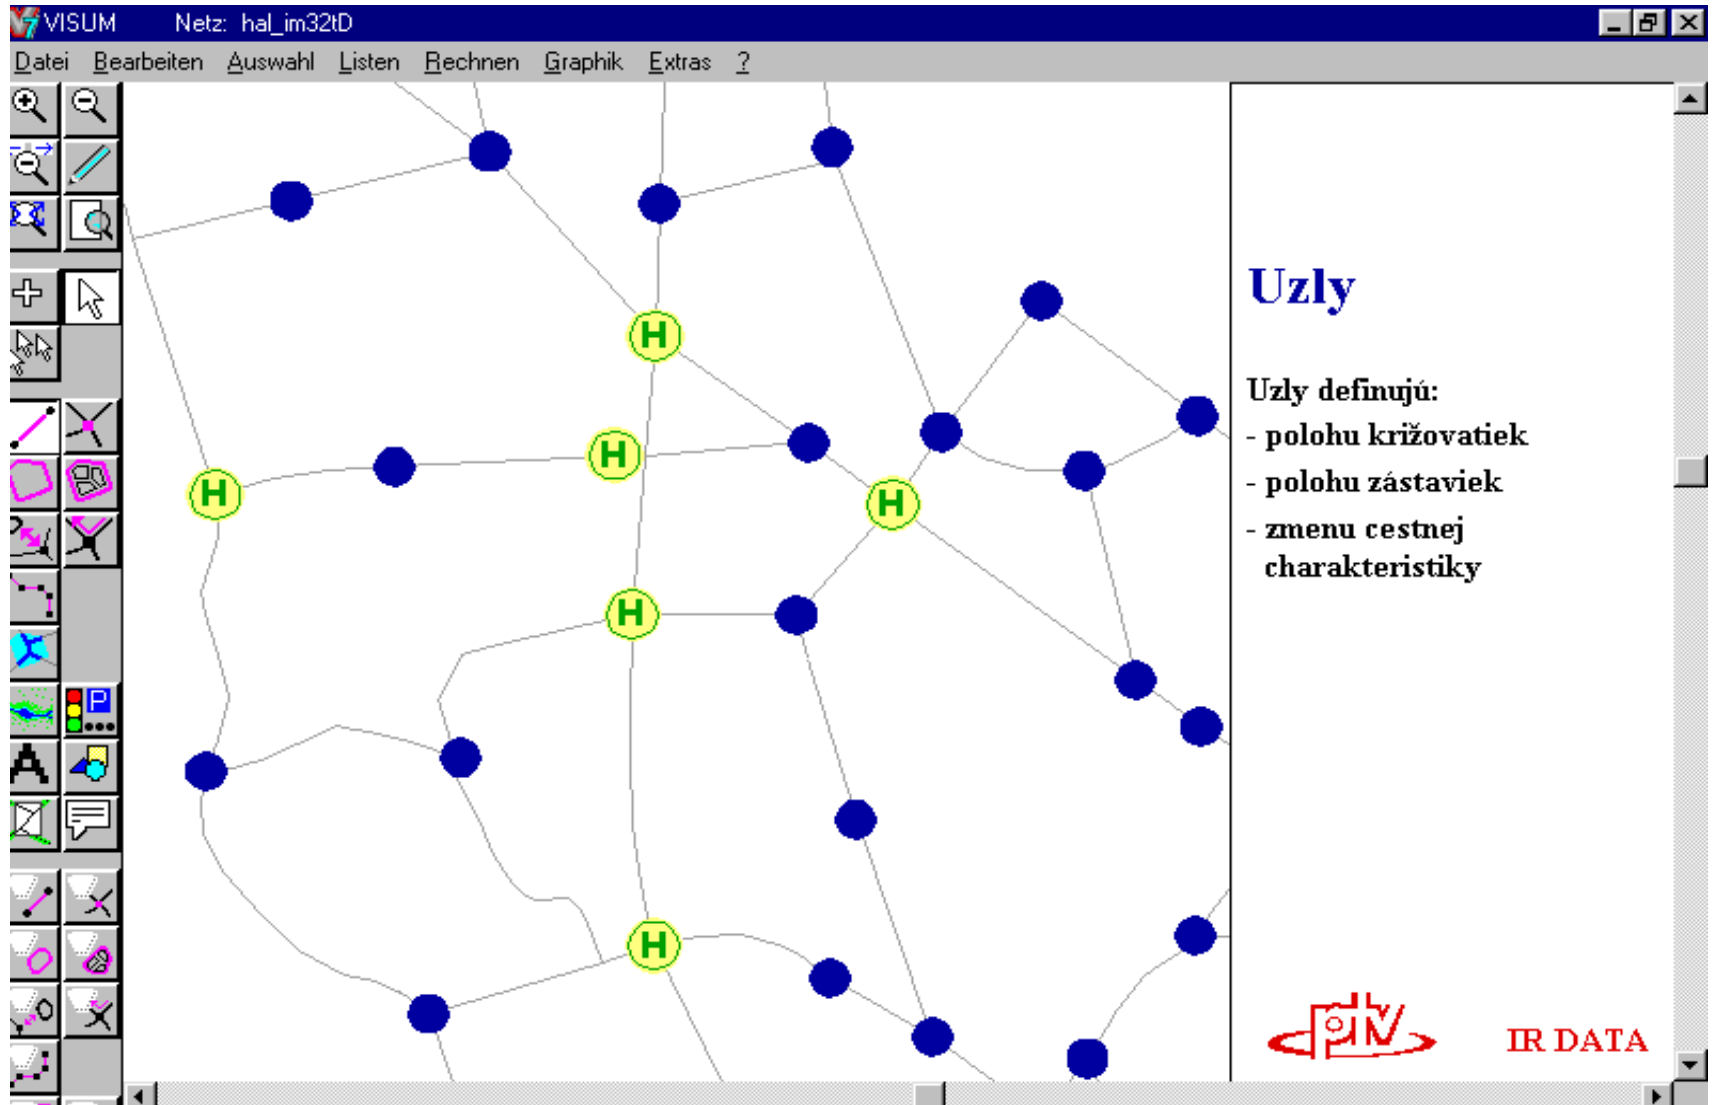 VISUM Netz: hal_im32tD
Datei Bearbeiten Auswahl Listen Rechnen Graphik Extras ?
H
H
H
H
H
H
P
A
Uzly
Uzly definujú:
- polohu križovatiek
- polohu zástaviek
- zmenu cestnej
charakteristiky
ptv
IR DATA